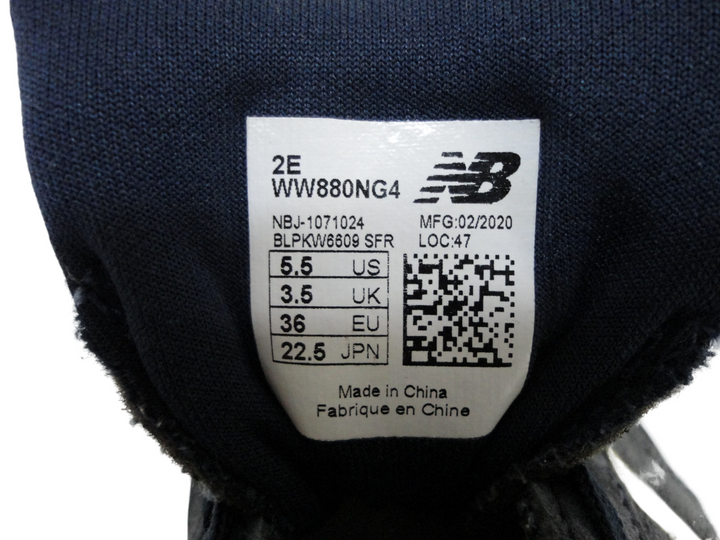 2E
WW880NG4 NB
NBJ-1071024 MFG:02/2020
BLPKW6609 SFR LOC:47
5.5 US
3.5 UK
36 EU
22.5 JPN
Made in China
Fabrique en Chine